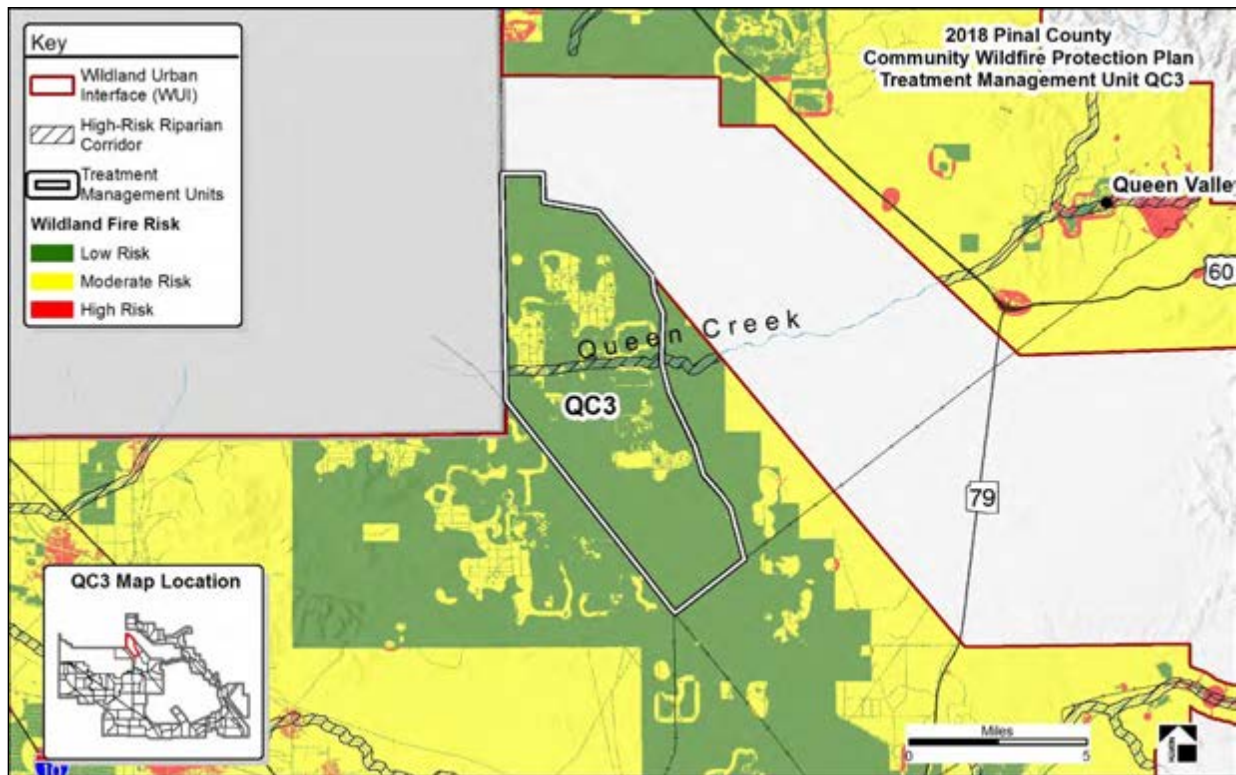 Key
Wildland Urban
Interface (WUI)
High-Risk Riparian
Corridor
Treatment
Management Units
Wildland Fire Risk
Low Risk
Moderate Risk
High Risk
2018 Pinal County
Community Wildfire Protection Plan
Treatment Management Unit QC3
Queen Valley
60
Queen Creek
QC3
79
QC3 Map Location
Miles
0 5
10